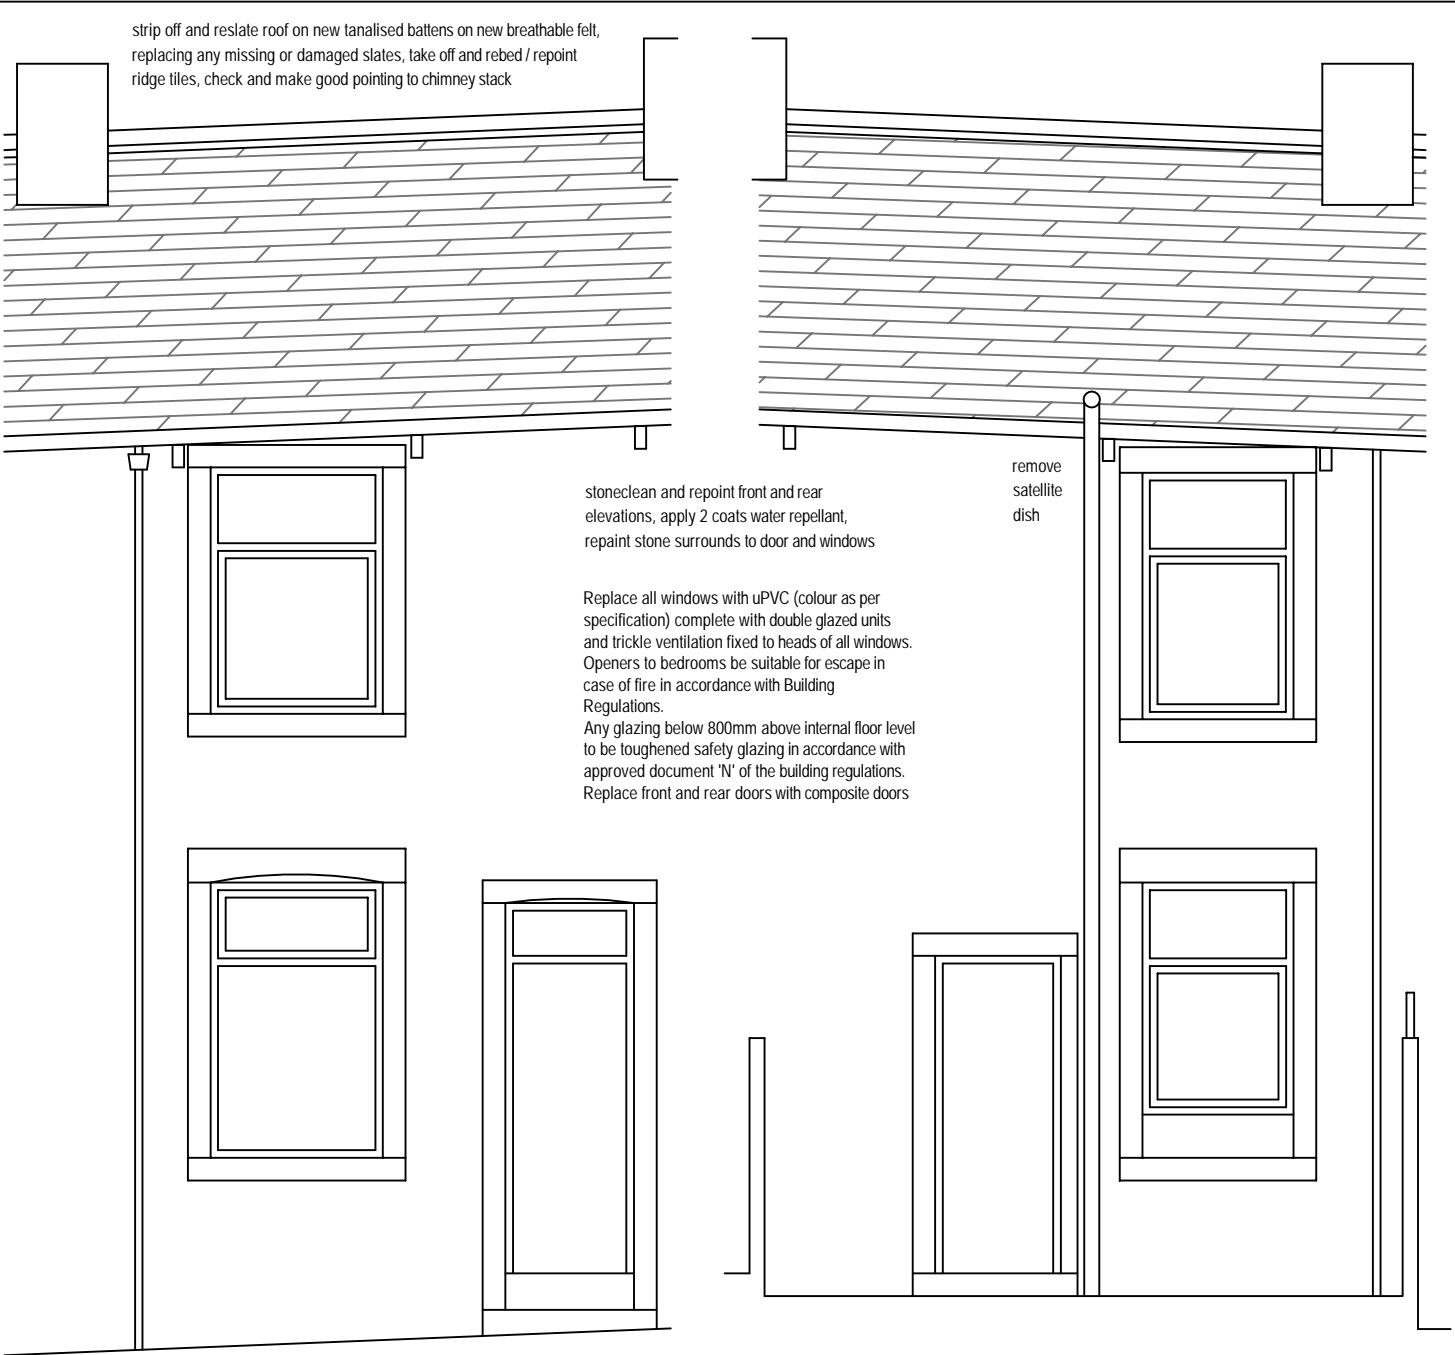 strip off and reslate roof on new tanalised battens on new breathable felt,
replacing any missing or damaged slates, take off and rebed / repoint
ridge tiles, check and make good pointing to chimney stack
stoneclean and repoint front and rear
elevations, apply 2 coats water repellant,
repaint stone surrounds to door and windows
remove
satellite
dish
Replace all windows with uPVC (colour as per
specification) complete with double glazed units
and trickle ventilation fixed to heads of all windows.
Openers to bedrooms be suitable for escape in
case of fire in accordance with Building
Regulations.
Any glazing below 800mm above internal floor level
to be toughened safety glazing in accordance with
approved document 'N' of the building regulations.
Replace front and rear doors with composite doors